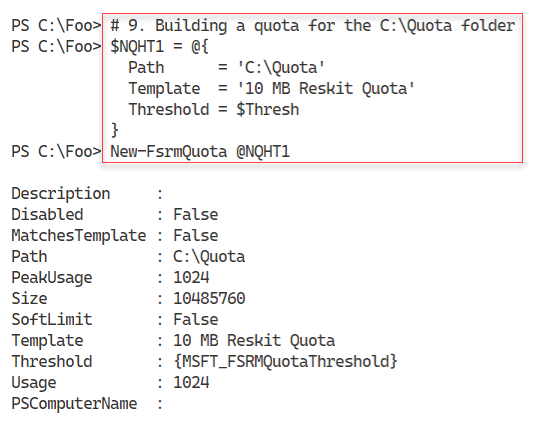 PS C:\Foo> # 9. Building a quota for the C:\Quota folder
PS C:\Foo> $NQHT1 = @{
  Path      = 'C:\Quota'
  Template  = '10 MB Reskit Quota'
  Threshold = $Thresh
}
PS C:\Foo> New-FsrmQuota @NQHT1

Description     :
Disabled        : False
MatchesTemplate : False
Path            : C:\Quota
PeakUsage       : 1024
Size            : 10485760
SoftLimit       : False
Template        : 10 MB Reskit Quota
Threshold       : {MSFT_FSRMQuotaThreshold}
Usage           : 1024
PSComputerName  :